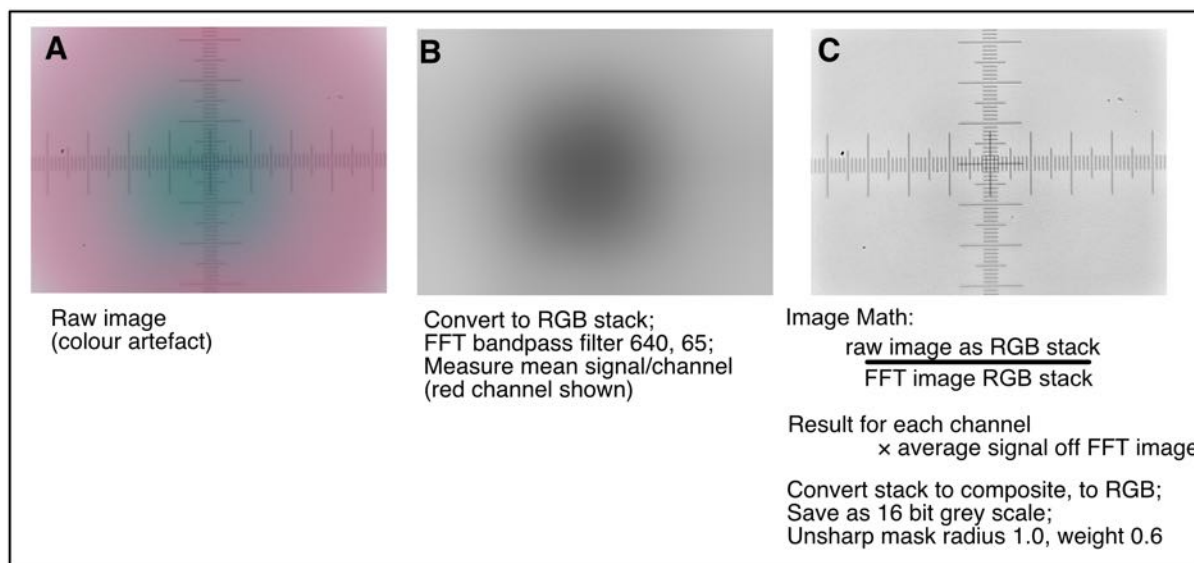 A
B
C
Raw image
(colour artefact)
Convert to RGB stack;
FFT bandpass filter 640, 65;
Measure mean signal/channel
(red channel shown)
Image Math:
raw image as RGB stack
FFT image RGB stack
Result for each channel
× average signal off FFT image
Convert stack to composite, to RGB;
Save as 16 bit grey scale;
Unsharp mask radius 1.0, weight 0.6